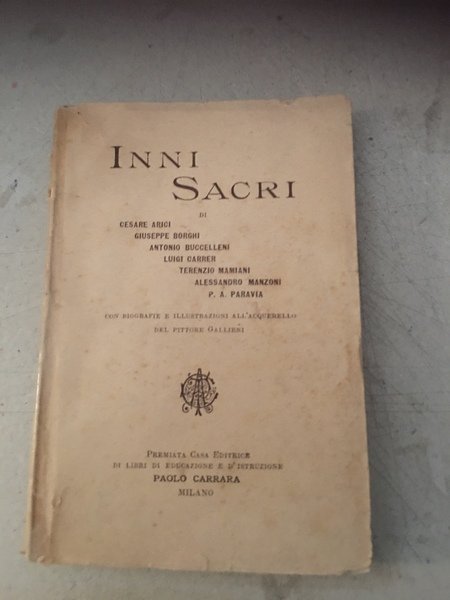 INNI
SACRI
DI
CESARE ARICI
GIUSEPPE BORGHI
ANTONIO BUCCELLENI
LUIGI CARRER
TERENZIO MAMIANI
ALESSANDRO MANZONI
P. A. PARAVIA
CON BIOGRAFIE E ILLUSTRAZIONI ALL'ACQUERELLO
DEL PITTORE GALLIENI
PREMIATA CASA EDITRICE
DI LIBRI DI EDUCAZIONE E D'ISTRUZIONE
PAOLO CARRARA
MILANO